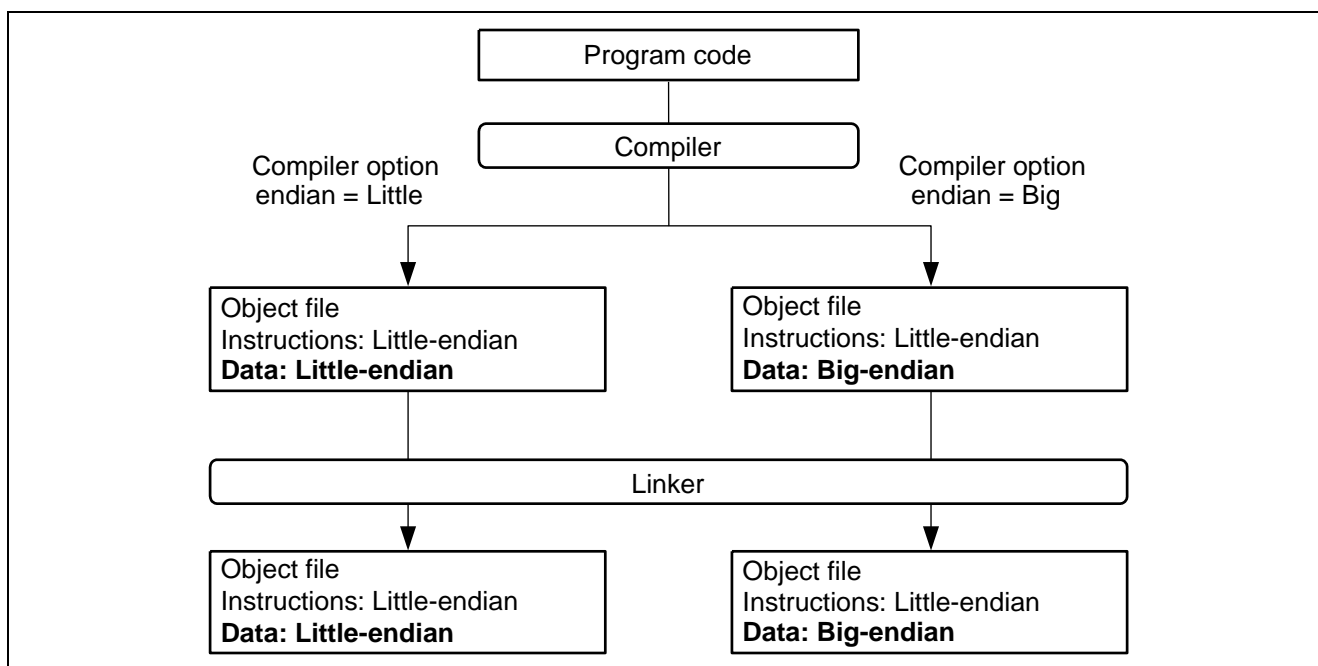 Program code
Compiler
Compiler option
endian = Little
Compiler option
endian = Big
Object file
Instructions: Little-endian
Data: Little-endian
Object file
Instructions: Little-endian
Data: Big-endian
Linker
Object file
Instructions: Little-endian
Data: Little-endian
Object file
Instructions: Little-endian
Data: Big-endian